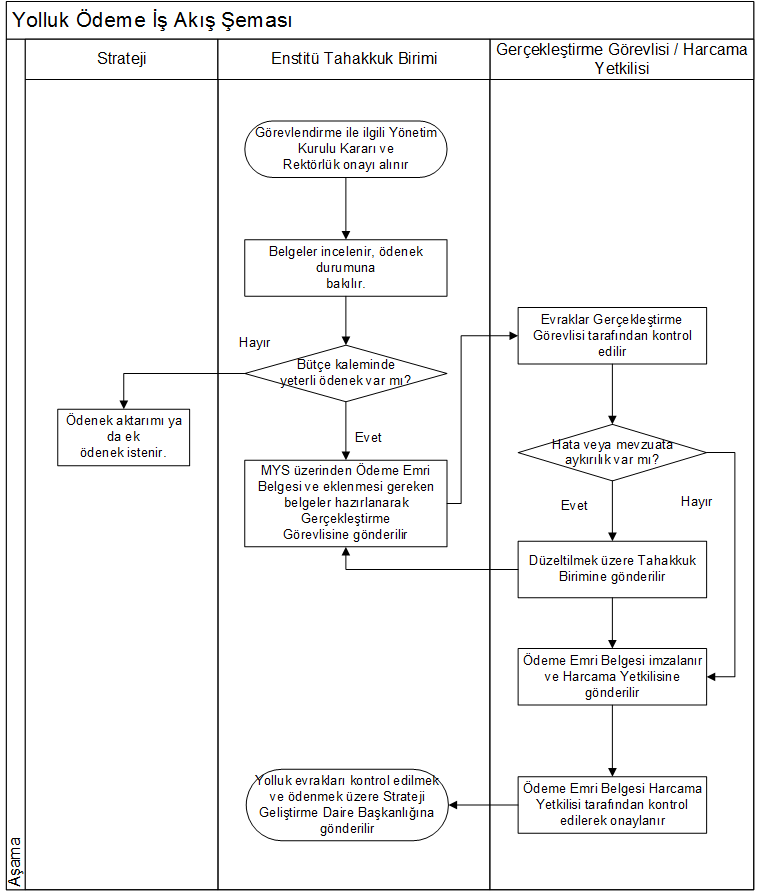 Yolluk Ödeme İş Akış Şeması
Strateji
Enstitü Tahakkuk Birimi
Gerçekleştirme Görevlisi / Harcama
Yetkilisi
Görevlendirme ile ilgili Yönetim
Kurulu Kararı ve
Rektörlük onayı alınır
Belgeler incelenir, ödenek
durumuna
bakılır.
Bütçe kaleminde
yeterli ödenek var mı?
Hayır
Ödenek aktarımı ya
da ek
ödenek istenir.
Evet
MYS üzerinden Ödeme Emri
Belgesi ve eklenmesi gereken
belgeler hazırlanarak
Gerçekleştirme
Görevlisine gönderilir
Evraklar Gerçekleştirme
Görevlisi tarafından kontrol
edilir
Hata veya mevzuata
aykırılık var mı?
Evet
Hayır
Düzeltilmek üzere Tahakkuk
Birimine gönderilir
Ödeme Emri Belgesi imzalanır
ve Harcama Yetkilisine
gönderilir
Ödeme Emri Belgesi Harcama
Yetkilisi tarafından kontrol
edilerek onaylanır
Yolluk evrakları kontrol edilmek
ve ödenmek üzere Strateji
Geliştirme Daire Başkanlığına
gönderilir
Aşama